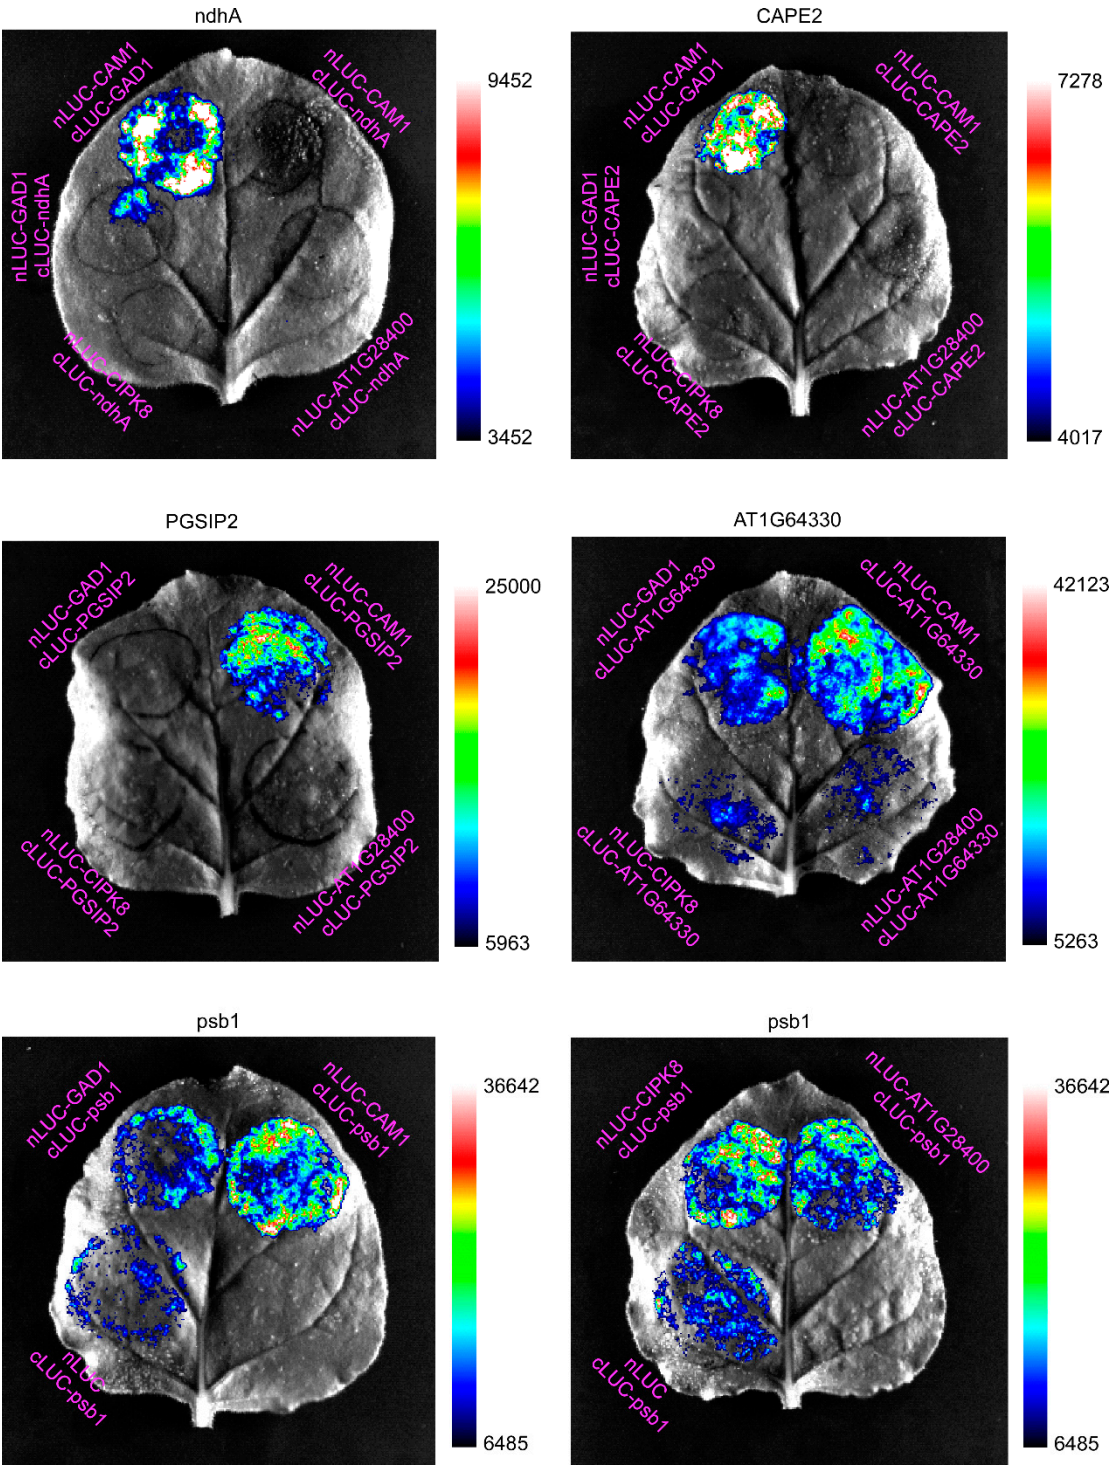 ndhA
nLUC-CAM1
cLUC-GAD1
nLUC-CAM1
cLUC-ndhA
nLUC-GAD1
cLUC-ndhA
nLUC-CIPK8
cLUC-ndhA
nLUC-AT1G28400
cLUC-ndhA
9452
3452
CAPE2
nLUC-CAM1
cLUC-GAD1
nLUC-CAM1
cLUC-CAPE2
nLUC-GAD1
cLUC-CAPE2
nLUC-CIPK8
cLUC-CAPE2
nLUC-AT1G28400
cLUC-CAPE2
7278
4017
PGSIP2
nLUC-GAD1
cLUC-PGSIP2
nLUC-CAM1
cLUC-PGSIP2
nLUC-CIPK8
cLUC-PGSIP2
nLUC-AT1G28400
cLUC-PGSIP2
25000
5963
AT1G64330
nLUC-GAD1
cLUC-AT1G64330
nLUC-CAM1
cLUC-AT1G64330
nLUC-CIPK8
cLUC-AT1G64330
nLUC-AT1G28400
cLUC-AT1G64330
42123
5263
psb1
nLUC-GAD1
cLUC-psb1
nLUC-CAM1
cLUC-psb1
nLUC
cLUC-psb1
36642
6485
psb1
nLUC-CIPK8
cLUC-psb1
nLUC-AT1G28400
cLUC-psb1
nLUC
cLUC-psb1
36642
6485